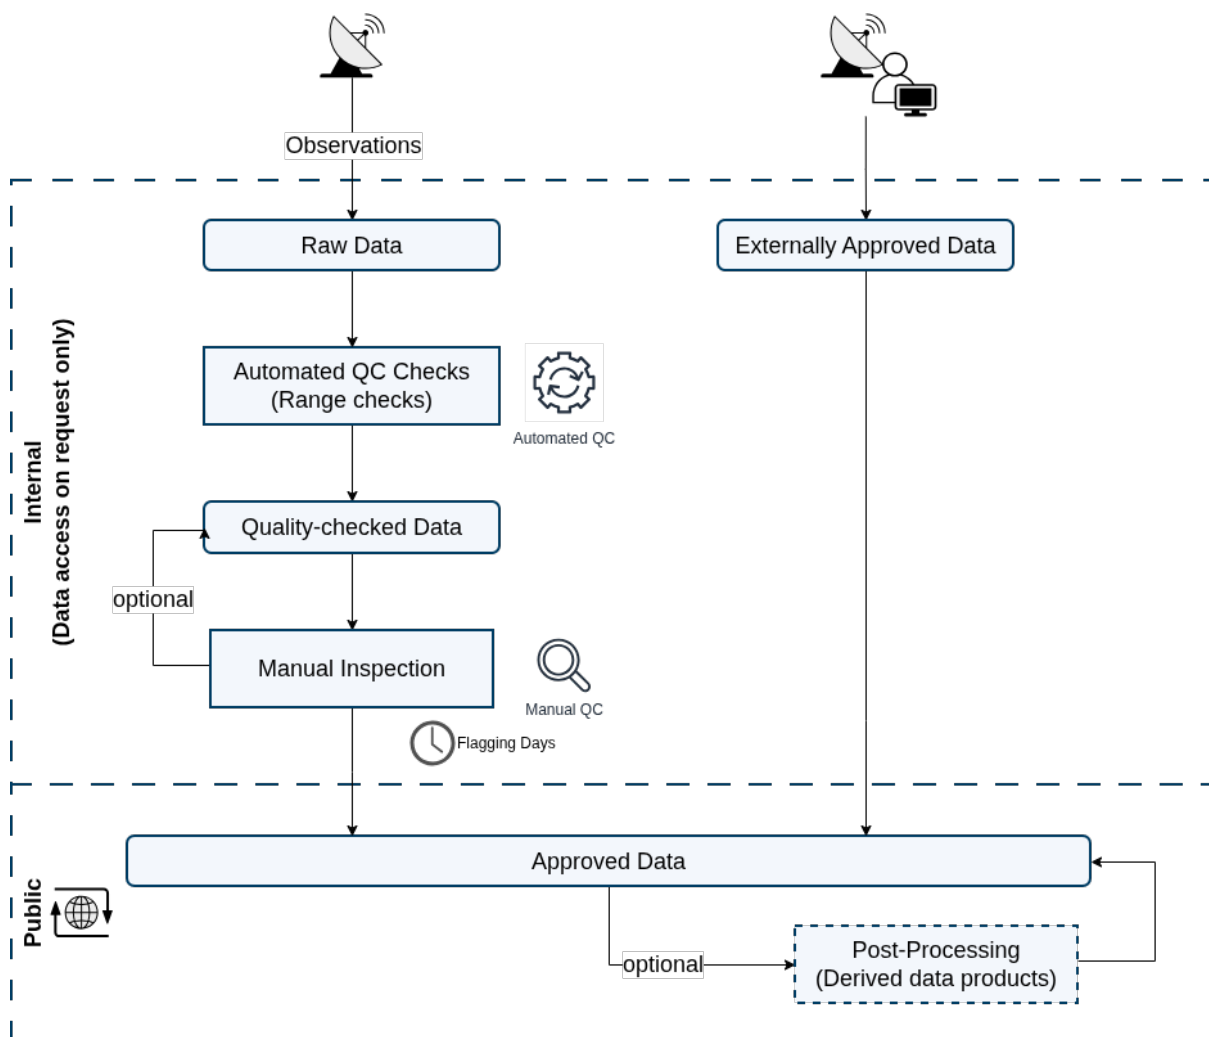 Observations
Raw Data
Externally Approved Data
Automated QC Checks
(Range checks)
Automated QC
Internal
(Data access on request only)
Quality-checked Data
optional
Manual Inspection
Manual QC
Flagging Days
Public
Approved Data
optional
Post-Processing
(Derived data products)